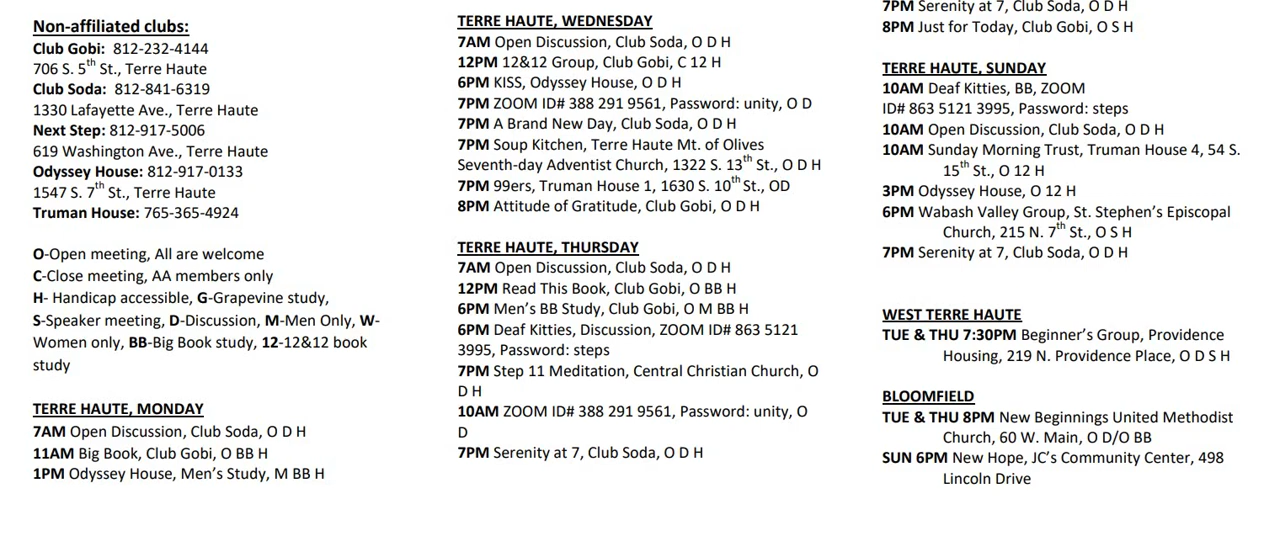 Non-affiliated clubs:
Club Gobi: 812-232-4144
706 S. 5th St., Terre Haute
Club Soda: 812-841-6319
1330 Lafayette Ave., Terre Haute
Next Step: 812-917-5006
619 Washington Ave., Terre Haute
Odyssey House: 812-917-0133
1547 S. 7th St., Terre Haute
Truman House: 765-365-4924
O-Open meeting, All are welcome
C-Close meeting, AA members only
H- Handicap accessible, G-Grapevine study,
S-Speaker meeting, D-Discussion, M-Men Only, W-
Women only, BB-Big Book study, 12-12&12 book
study
TERRE HAUTE, MONDAY
7AM Open Discussion, Club Soda, O D H
11AM Big Book, Club Gobi, O BB H
1PM Odyssey House, Men's Study, M BB H
TERRE HAUTE, WEDNESDAY
7AM Open Discussion, Club Soda, O D H
12PM 12&12 Group, Club Gobi, C 12 H
6PM KISS, Odyssey House, O D H
7PM ZOOM ID# 388 291 9561, Password: unity, O D
7PM A Brand New Day, Club Soda, O D H
7PM Soup Kitchen, Terre Haute Mt. of Olives
Seventh-day Adventist Church, 1322 S. 13th St., O D H
7PM 99ers, Truman House 1, 1630 S. 10th St., OD
8PM Attitude of Gratitude, Club Gobi, O D H
TERRE HAUTE, THURSDAY
7AM Open Discussion, Club Soda, O D H
12PM Read This Book, Club Gobi, O BB H
6PM Men's BB Study, Club Gobi, O M BB H
6PM Deaf Kitties, Discussion, ZOOM ID# 863 5121
3995, Password: steps
7PM Step 11 Meditation, Central Christian Church, O
D H
10AM ZOOM ID# 388 291 9561, Password: unity, O
D
7PM Serenity at 7, Club Soda, O D H
7PM Serenity at 7, Club Soda, O D H
8PM Just for Today, Club Gobi, O S H
TERRE HAUTE, SUNDAY
10AM Deaf Kitties, BB, ZOOM
ID# 863 5121 3995, Password: steps
10AM Open Discussion, Club Soda, O D H
10AM Sunday Morning Trust, Truman House 4, 54 S.
15th St., O 12 H
3PM Odyssey House, O 12 H
6PM Wabash Valley Group, St. Stephen's Episcopal
Church, 215 N. 7th St., O S H
7PM Serenity at 7, Club Soda, O D H
WEST TERRE HAUTE
TUE & THU 7:30PM Beginner's Group, Providence
Housing, 219 N. Providence Place, O D S H
BLOOMFIELD
TUE & THU 8PM New Beginnings United Methodist
Church, 60 W. Main, O D/O BB
SUN 6PM New Hope, JC's Community Center, 498
Lincoln Drive